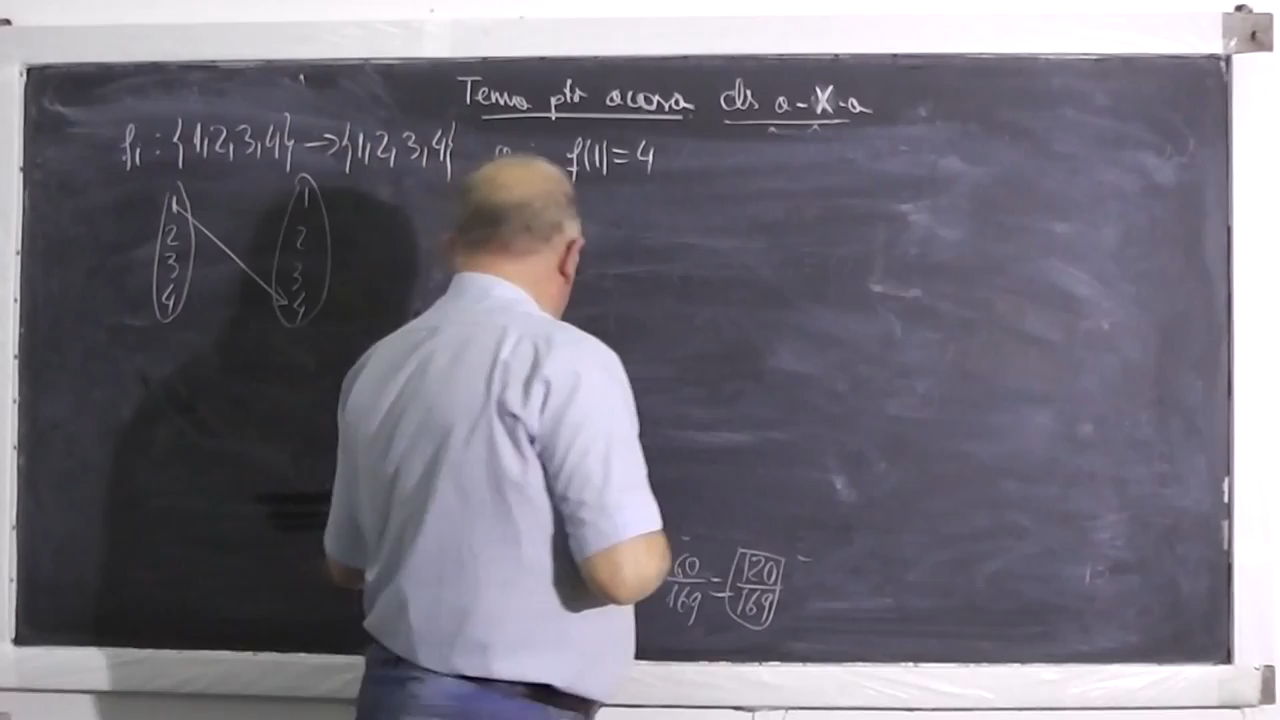 Tema ptr acasa cls a-X-a
f₁ : {1,2,3,4} → {1,2,3,4} f(1) = 4
1 1
2 2
3 3
4 4
60/169 = 120/169